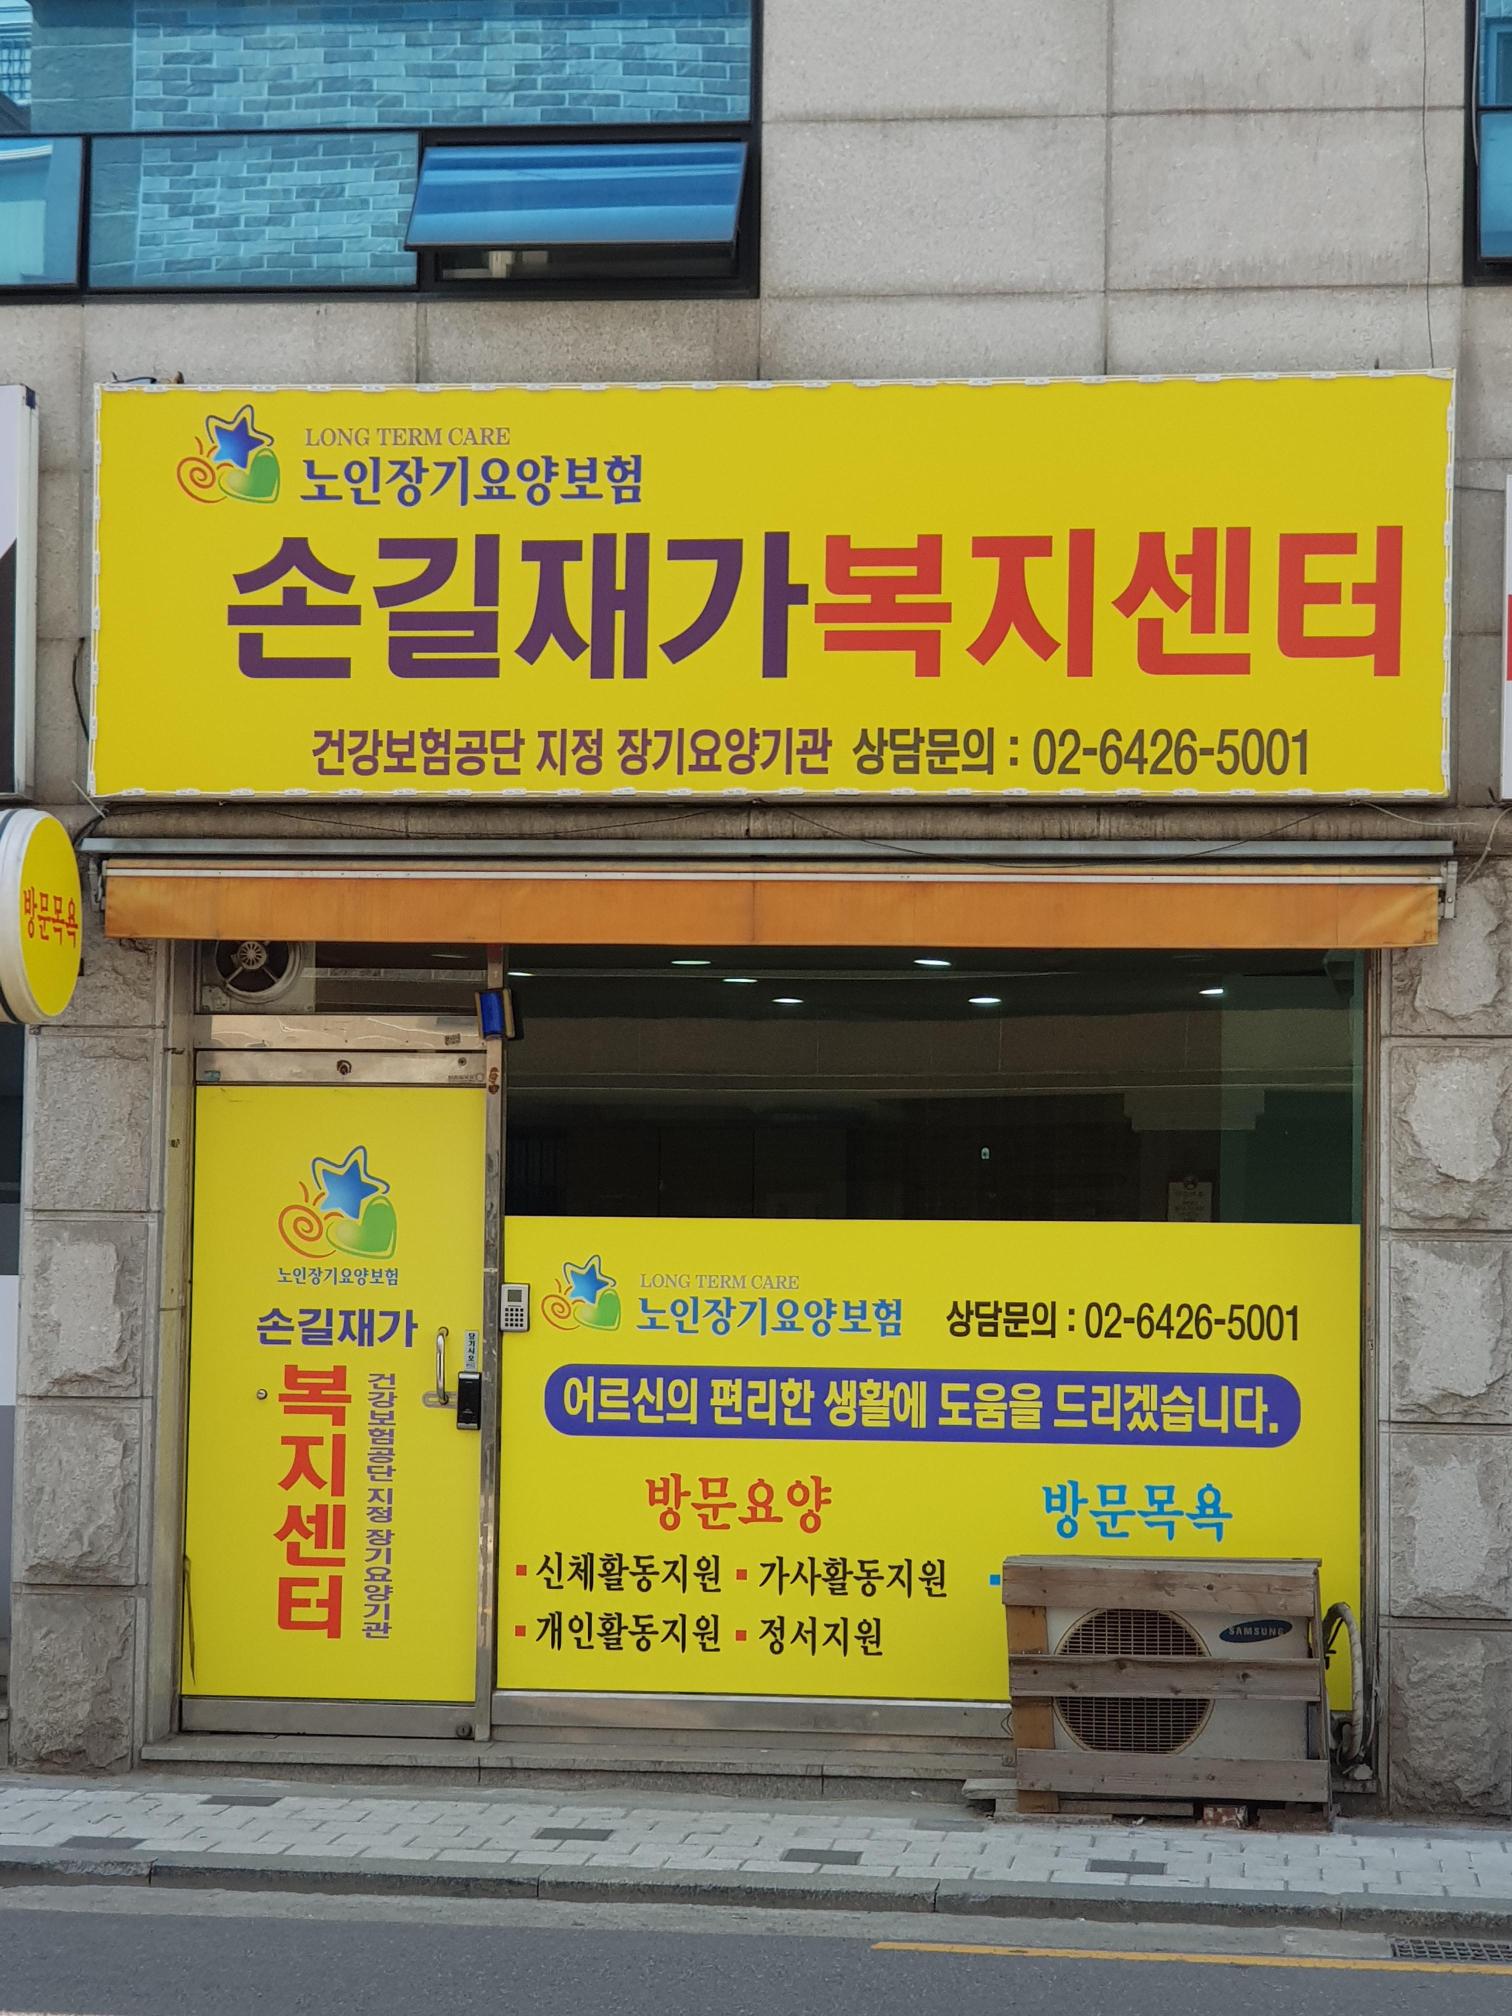 LONG TERM CARE
노인장기요양보험
손길재가복지센터
건강보험공단 지정 장기요양기관 상담문의 : 02-6426-5001
방문목욕
노인장기요양보험
손길재가
복지센터
건강보험공단 지정 장기요양기관
당기시오
LONG TERM CARE
노인장기요양보험
상담문의 : 02-6426-5001
어르신의 편리한 생활에 도움을 드리겠습니다.
방문요양
방문목욕
신체활동지원
가사활동지원
개인활동지원
정서지원
SAMSUNG